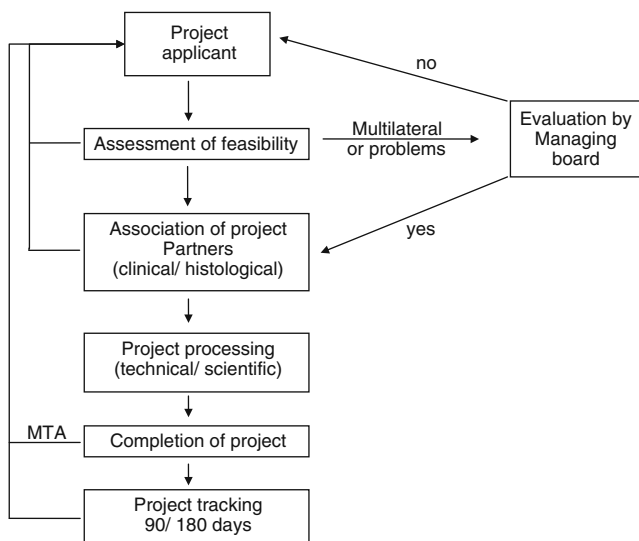 Project
applicant
no
Assessment of feasibility
Multilateral
or problems
Evaluation by
Managing
board
Association of project
Partners
(clinical/ histological)
yes
Project processing
(technical/ scientific)
MTA
Completion of project
Project tracking
90/ 180 days